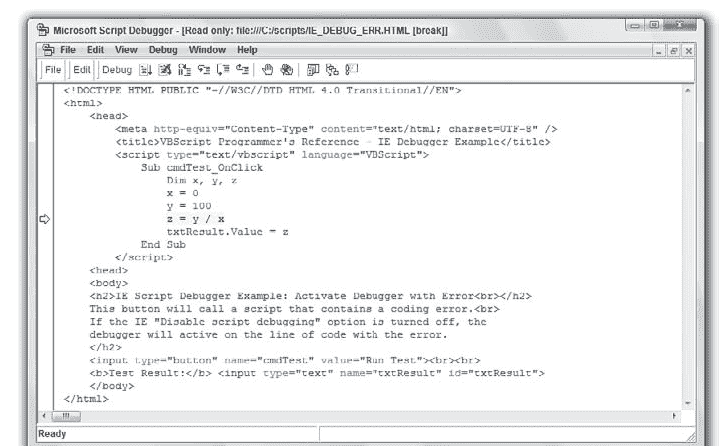 Microsoft Script Debugger - [Read only: file:///C:/scripts/IE_DEBUG_ERR.HTML [break]]
File Edit View Debug Window Help
File Edit Debug
<!DOCTYPE HTML PUBLIC "-//W3C//DTD HTML 4.0 Transitional//EN">
<html>
<head>
<meta http-equiv="Content-Type" content="text/html; charset=UTF-8" />
<title>VBScript Programmer's Reference - IE Debugger Example</title>
<script type="text/vbscript" language="VBScript">
Sub cmdTest_OnClick
Dim x, y, z
x = 0
y = 100
z = y / x
txtResult.Value = z
End Sub
</script>
<head>
<body>
<h2>IE Script Debugger Example: Activate Debugger with Error<br></h2>
This button will call a script that contains a coding error.<br>
If the IE "Disable script debugging" option is turned off, the
debugger will active on the line of code with the error.
</h2>
<input type="button" name="cmdTest" value="Run Test"><br><br>
<b>Test Result:</b> <input type="text" name="txtResult" id="txtResult">
</body>
</html>
Ready